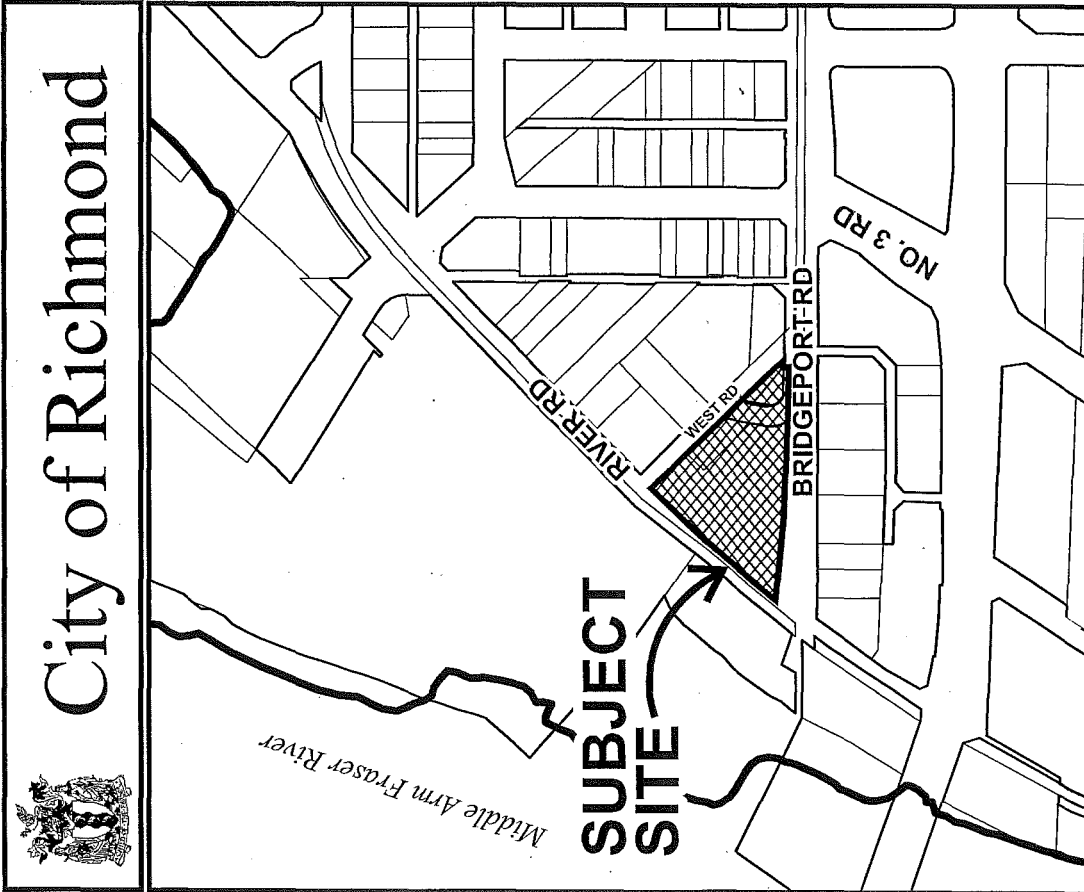 City of Richmond
RIVER RD
WEST RD
BRIDGEPORT RD
NO. 3 RD
SUBJECT
SITE
Middle Arm Fraser River